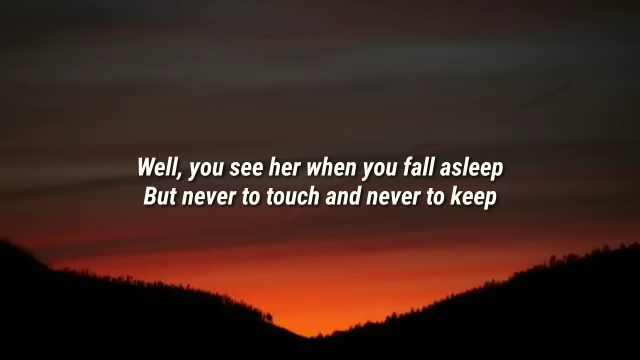 Well, you see her when you fall asleep
But never to touch and never to keep